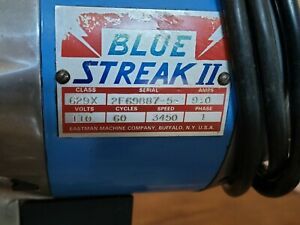 BLUE
STREAK II
CLASS SERIAL AMPS
629X 2F69887-5- 9.0
VOLTS CYCLES SPEED PHASE
110 60 3450 1
EASTMAN MACHINE COMPANY, BUFFALO, N.Y. U.S.A.